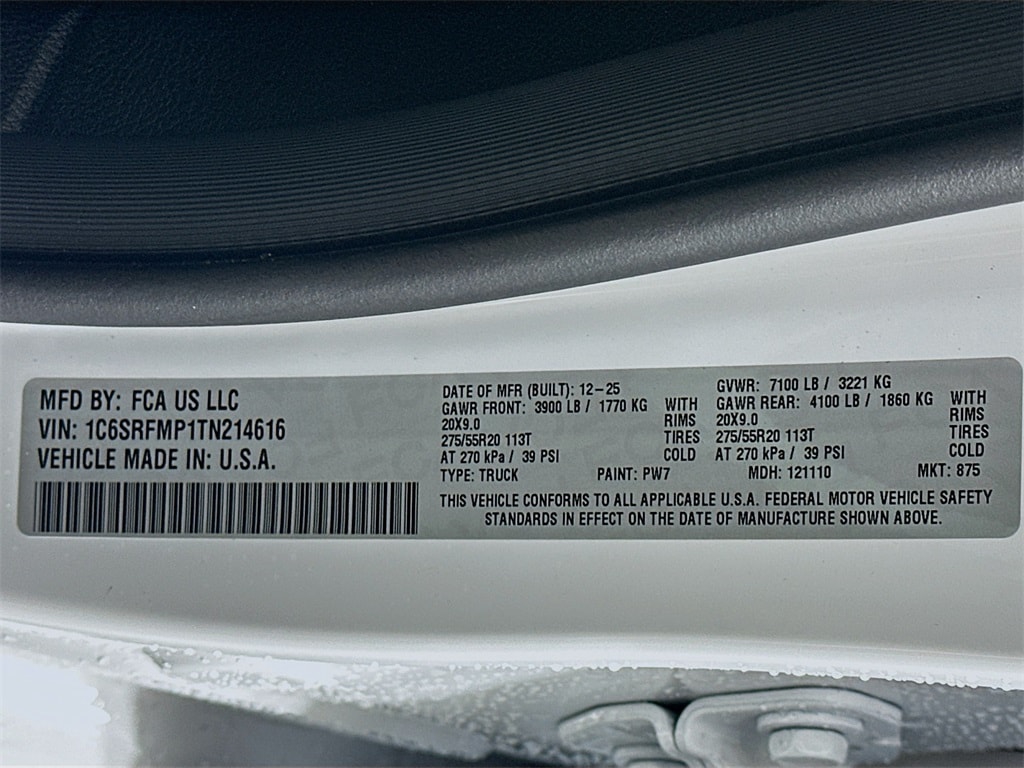 MFD BY: FCA US LLC
VIN: 1C6SRFMP1TN214616
VEHICLE MADE IN: U.S.A.
DATE OF MFR (BUILT): 12-25
GAWR FRONT: 3900 LB / 1770 KG WITH
20X9.0 RIMS
275/55R20 113T TIRES
AT 270 kPa / 39 PSI COLD
GVWR: 7100 LB / 3221 KG
GAWR REAR: 4100 LB / 1860 KG WITH
20X9.0 RIMS
275/55R20 113T TIRES
AT 270 kPa / 39 PSI COLD
TYPE: TRUCK PAINT: PW7 MDH: 121110 MKT: 875
THIS VEHICLE CONFORMS TO ALL APPLICABLE U.S.A. FEDERAL MOTOR VEHICLE SAFETY
STANDARDS IN EFFECT ON THE DATE OF MANUFACTURE SHOWN ABOVE.